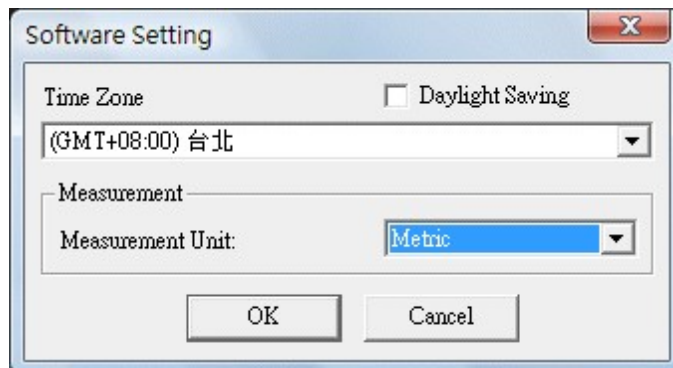 Software Setting
Time Zone
Daylight Saving
(GMT+08:00) 台北
Measurement
Measurement Unit:
Metric
OK
Cancel